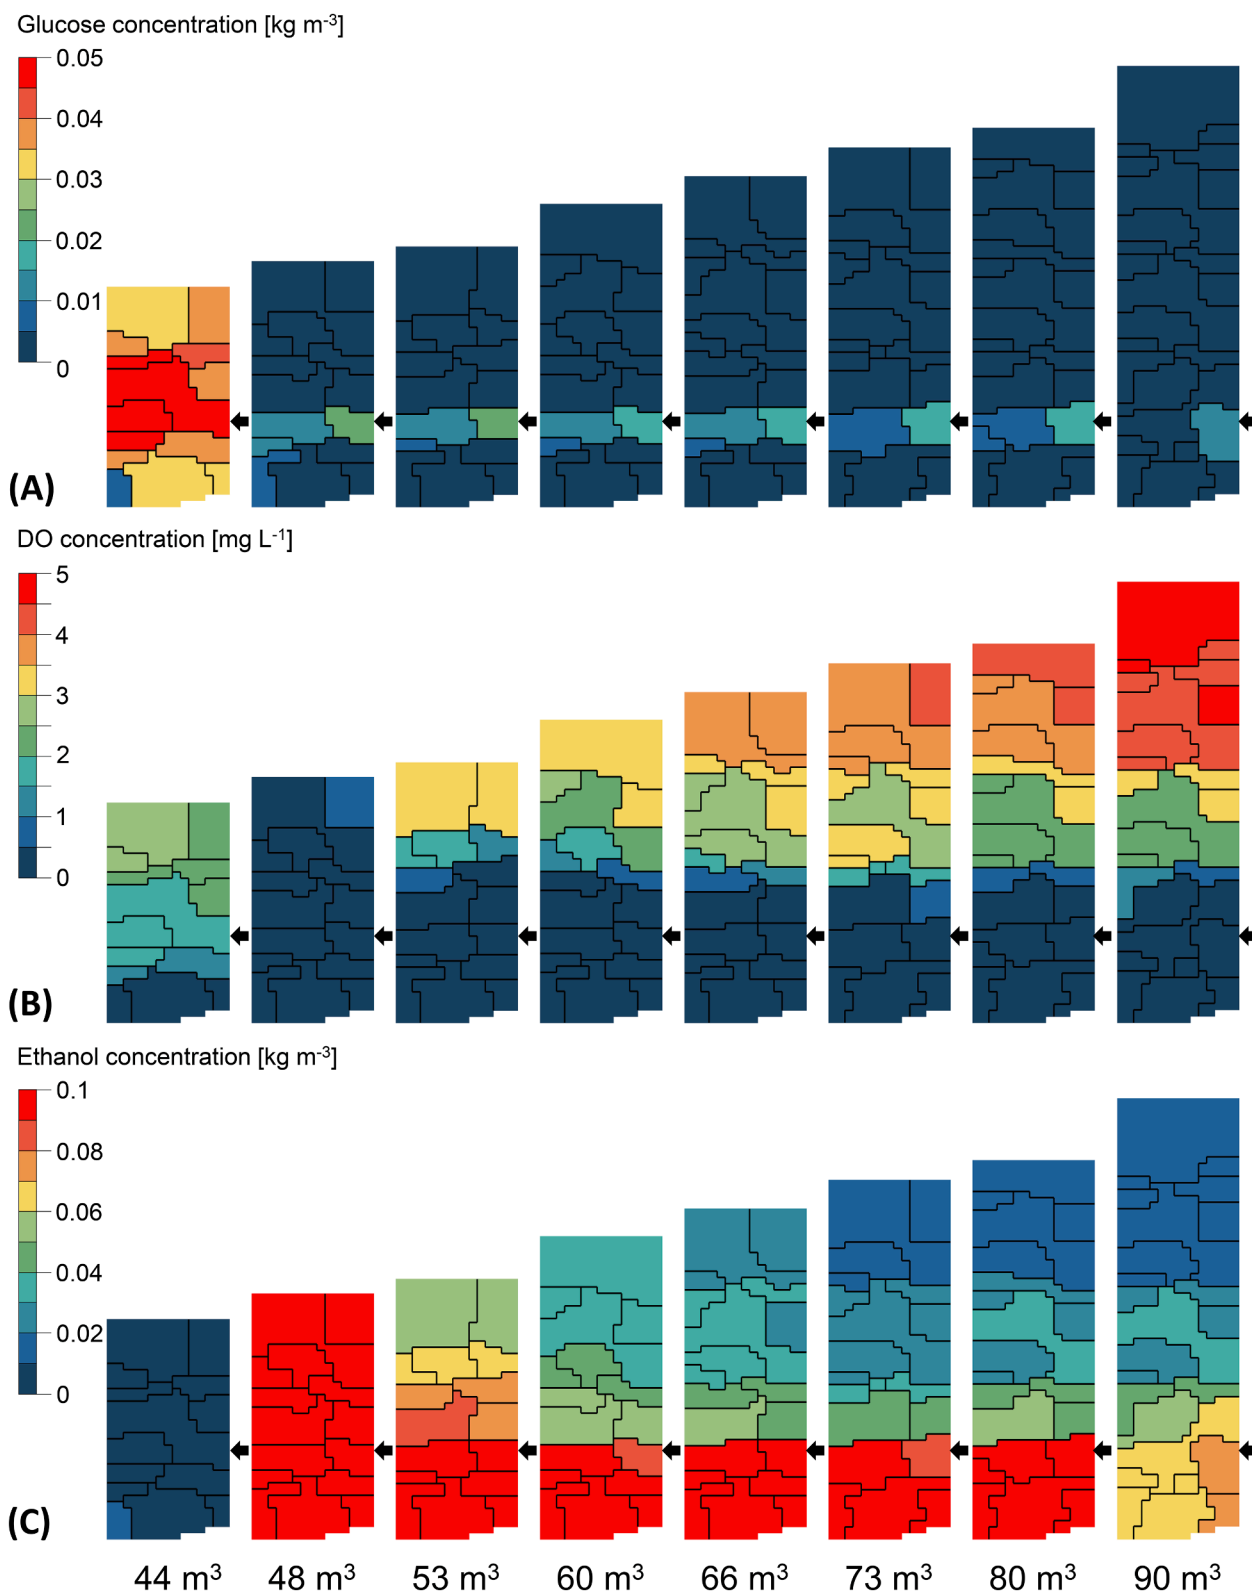 Glucose concentration [kg m⁻³]
0.05
0.04
0.03
0.02
0.01
0
(A)
DO concentration [mg L⁻¹]
5
4
3
2
1
0
(B)
Ethanol concentration [kg m⁻³]
0.1
0.08
0.06
0.04
0.02
0
(C)
44 m³ 48 m³ 53 m³ 60 m³ 66 m³ 73 m³ 80 m³ 90 m³